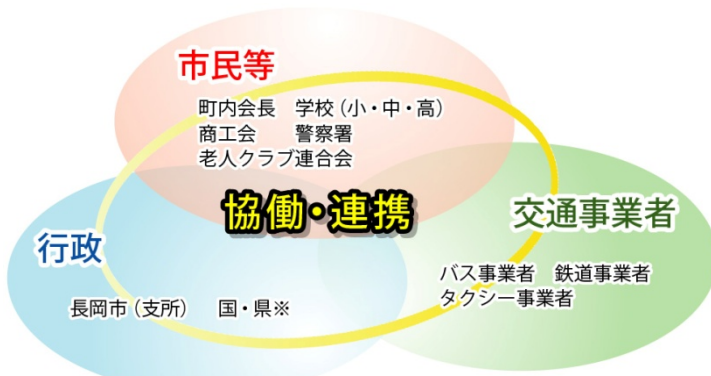 市民等
町内会長　学校（小・中・高）
商工会　　警察署
老人クラブ連合会
協働・連携
行政
長岡市（支所）　国・県※
交通事業者
バス事業者　鉄道事業者
タクシー事業者